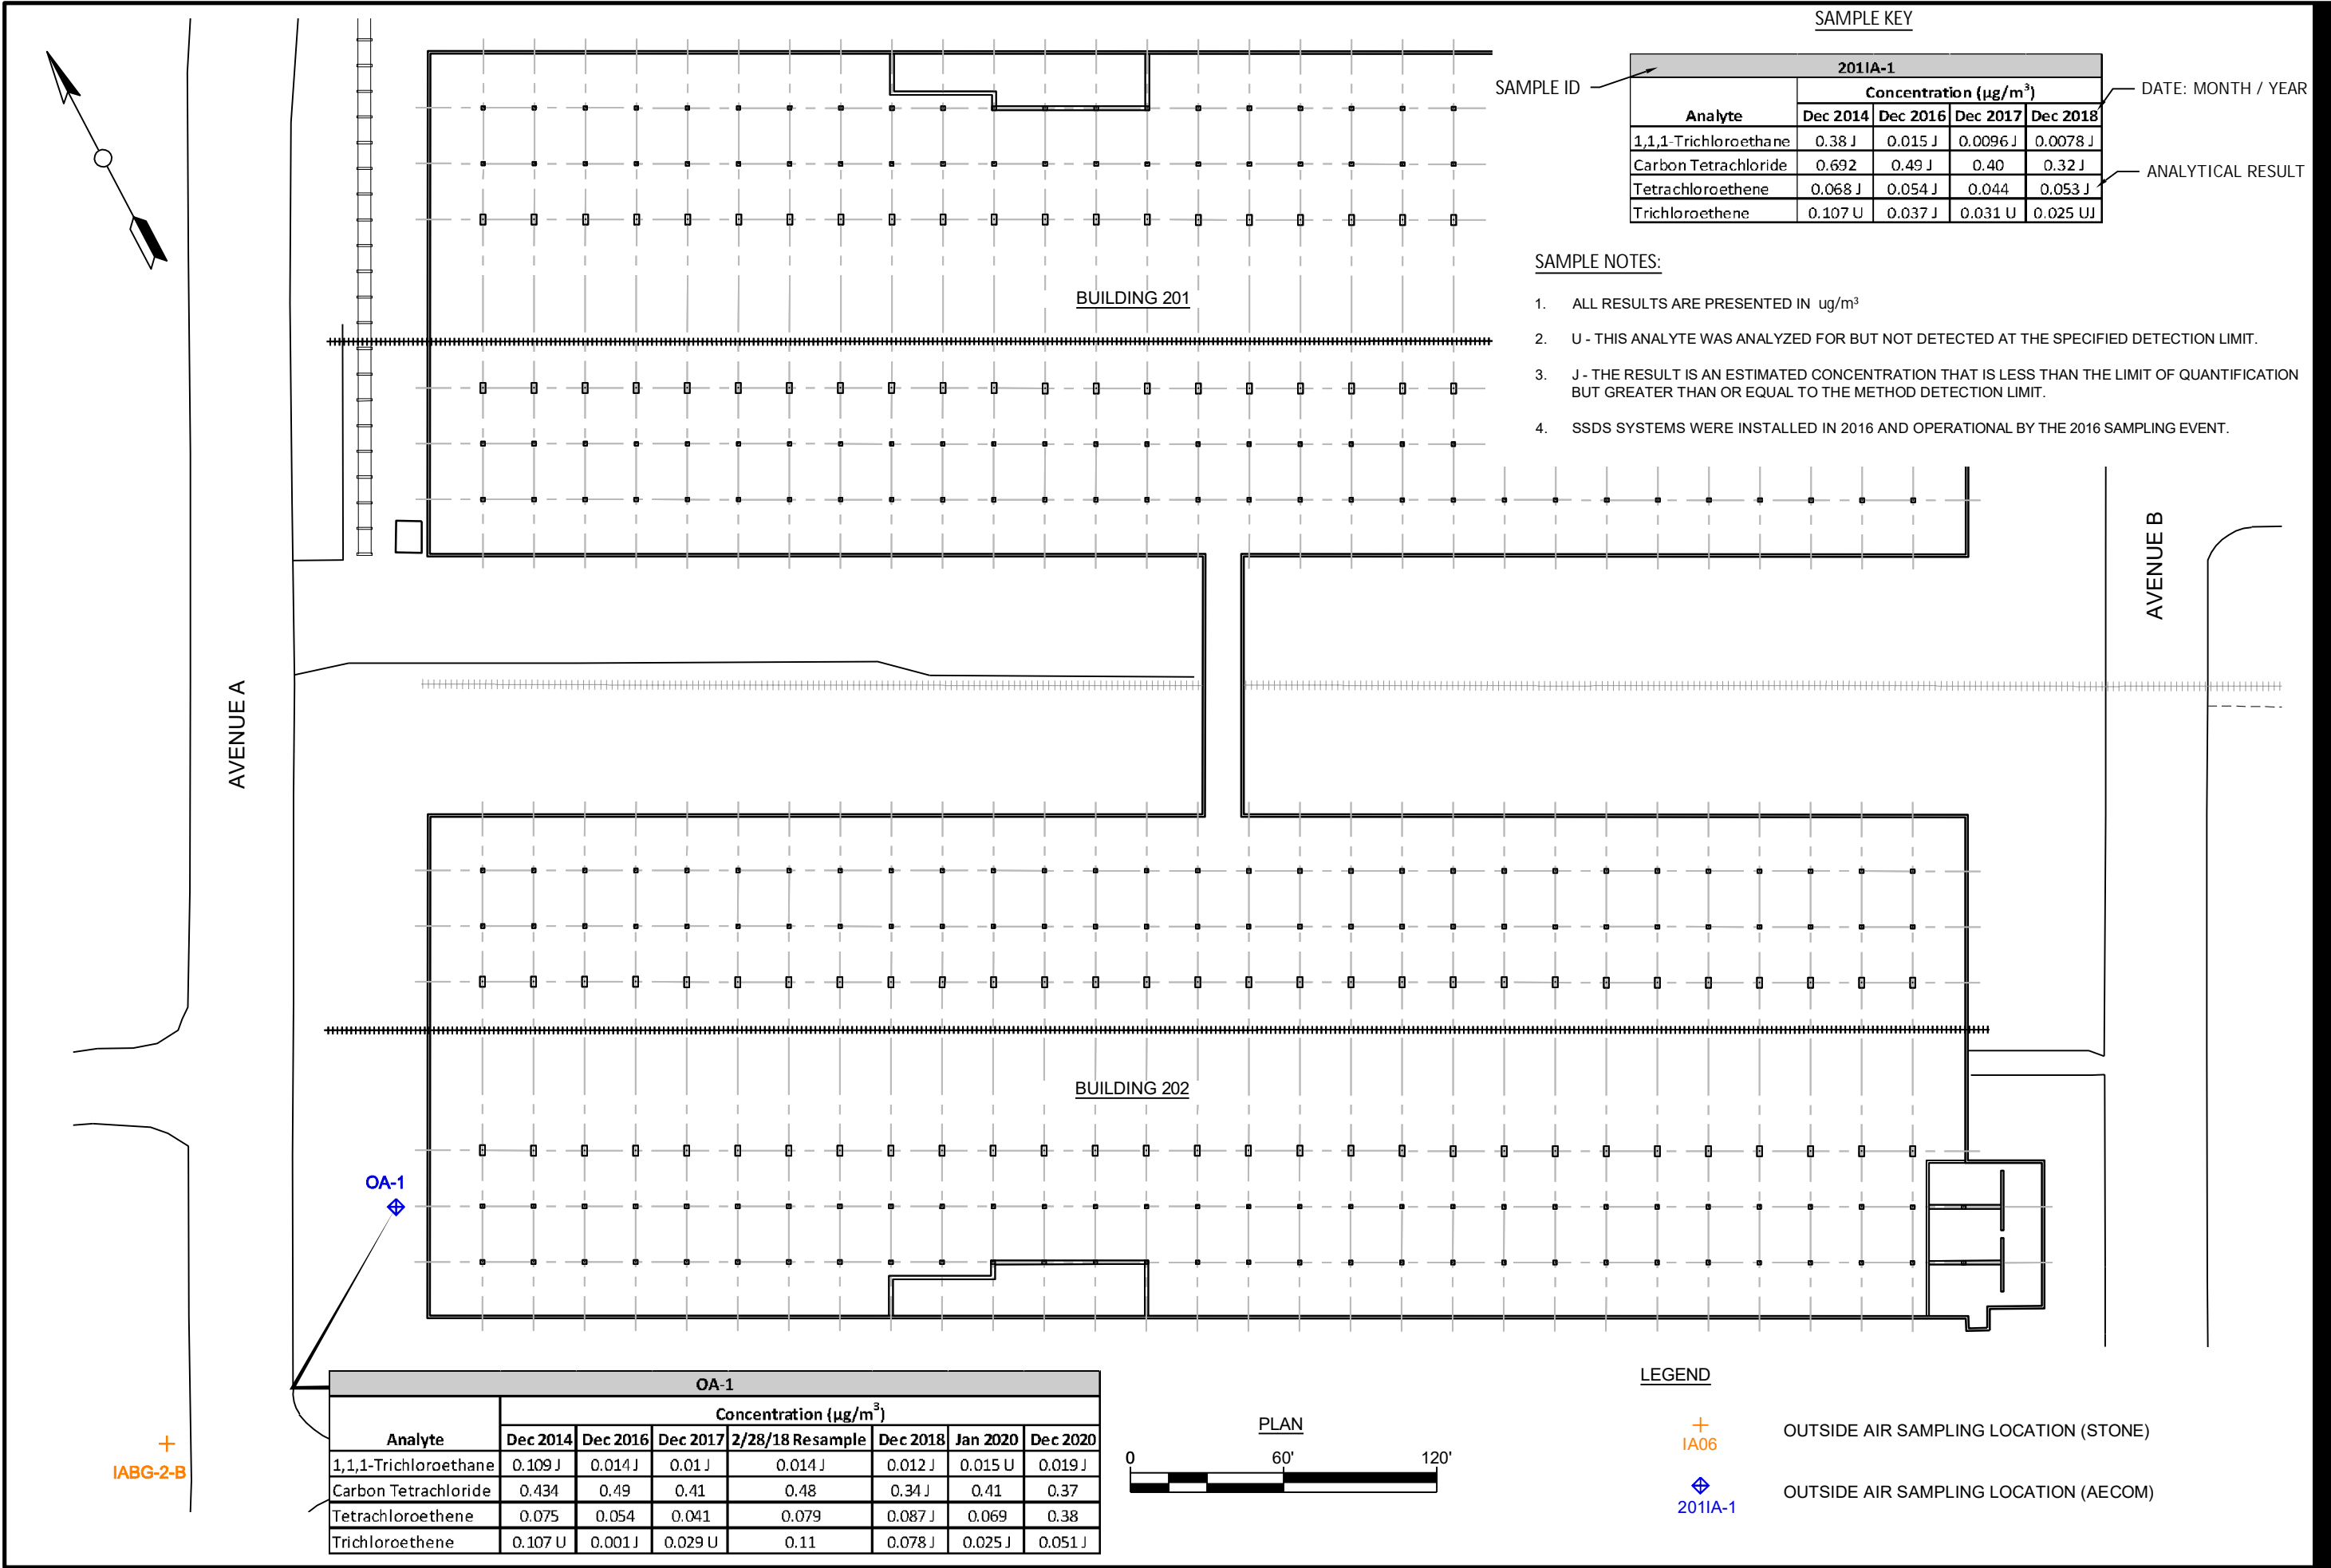 SAMPLE KEY
SAMPLE ID
201IA-1
Concentration (µg/m³)
DATE: MONTH / YEAR
Analyte Dec 2014 Dec 2016 Dec 2017 Dec 2018
1,1,1-Trichloroethane 0.38 J 0.015 J 0.0096 J 0.0078 J
Carbon Tetrachloride 0.692 0.49 J 0.40 0.32 J
ANALYTICAL RESULT
Tetrachloroethene 0.068 J 0.054 J 0.044 0.053 J
Trichloroethene 0.107 U 0.037 J 0.031 U 0.025 UJ
SAMPLE NOTES:
1. ALL RESULTS ARE PRESENTED IN ug/m³
2. U - THIS ANALYTE WAS ANALYZED FOR BUT NOT DETECTED AT THE SPECIFIED DETECTION LIMIT.
3. J - THE RESULT IS AN ESTIMATED CONCENTRATION THAT IS LESS THAN THE LIMIT OF QUANTIFICATION
BUT GREATER THAN OR EQUAL TO THE METHOD DETECTION LIMIT.
4. SSDS SYSTEMS WERE INSTALLED IN 2016 AND OPERATIONAL BY THE 2016 SAMPLING EVENT.
BUILDING 201
AVENUE B
AVENUE A
BUILDING 202
OA-1
IABG-2-B
OA-1
Concentration (µg/m³)
Analyte Dec 2014 Dec 2016 Dec 2017 2/28/18 Resample Dec 2018 Jan 2020 Dec 2020
1,1,1-Trichloroethane 0.109 J 0.014 J 0.01 J 0.014 J 0.012 J 0.015 U 0.019 J
Carbon Tetrachloride 0.434 0.49 0.41 0.48 0.34 J 0.41 0.37
Tetrachloroethene 0.075 0.054 0.041 0.079 0.087 J 0.069 0.38
Trichloroethene 0.107 U 0.001 J 0.029 U 0.11 0.078 J 0.025 J 0.051 J
PLAN
0 60' 120'
LEGEND
IA06 OUTSIDE AIR SAMPLING LOCATION (STONE)
201IA-1 OUTSIDE AIR SAMPLING LOCATION (AECOM)